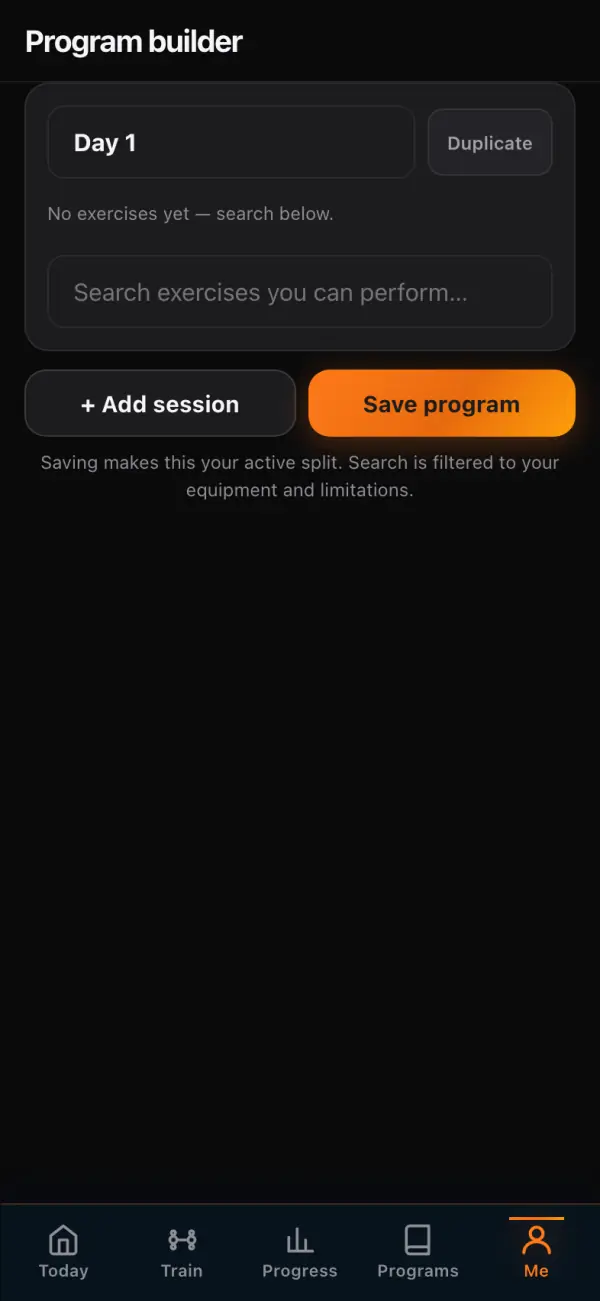 Program builder
Day 1
Duplicate
No exercises yet — search below.
Search exercises you can perform...
+ Add session
Save program
Saving makes this your active split. Search is filtered to your
equipment and limitations.
Today
Train
Progress
Programs
Me